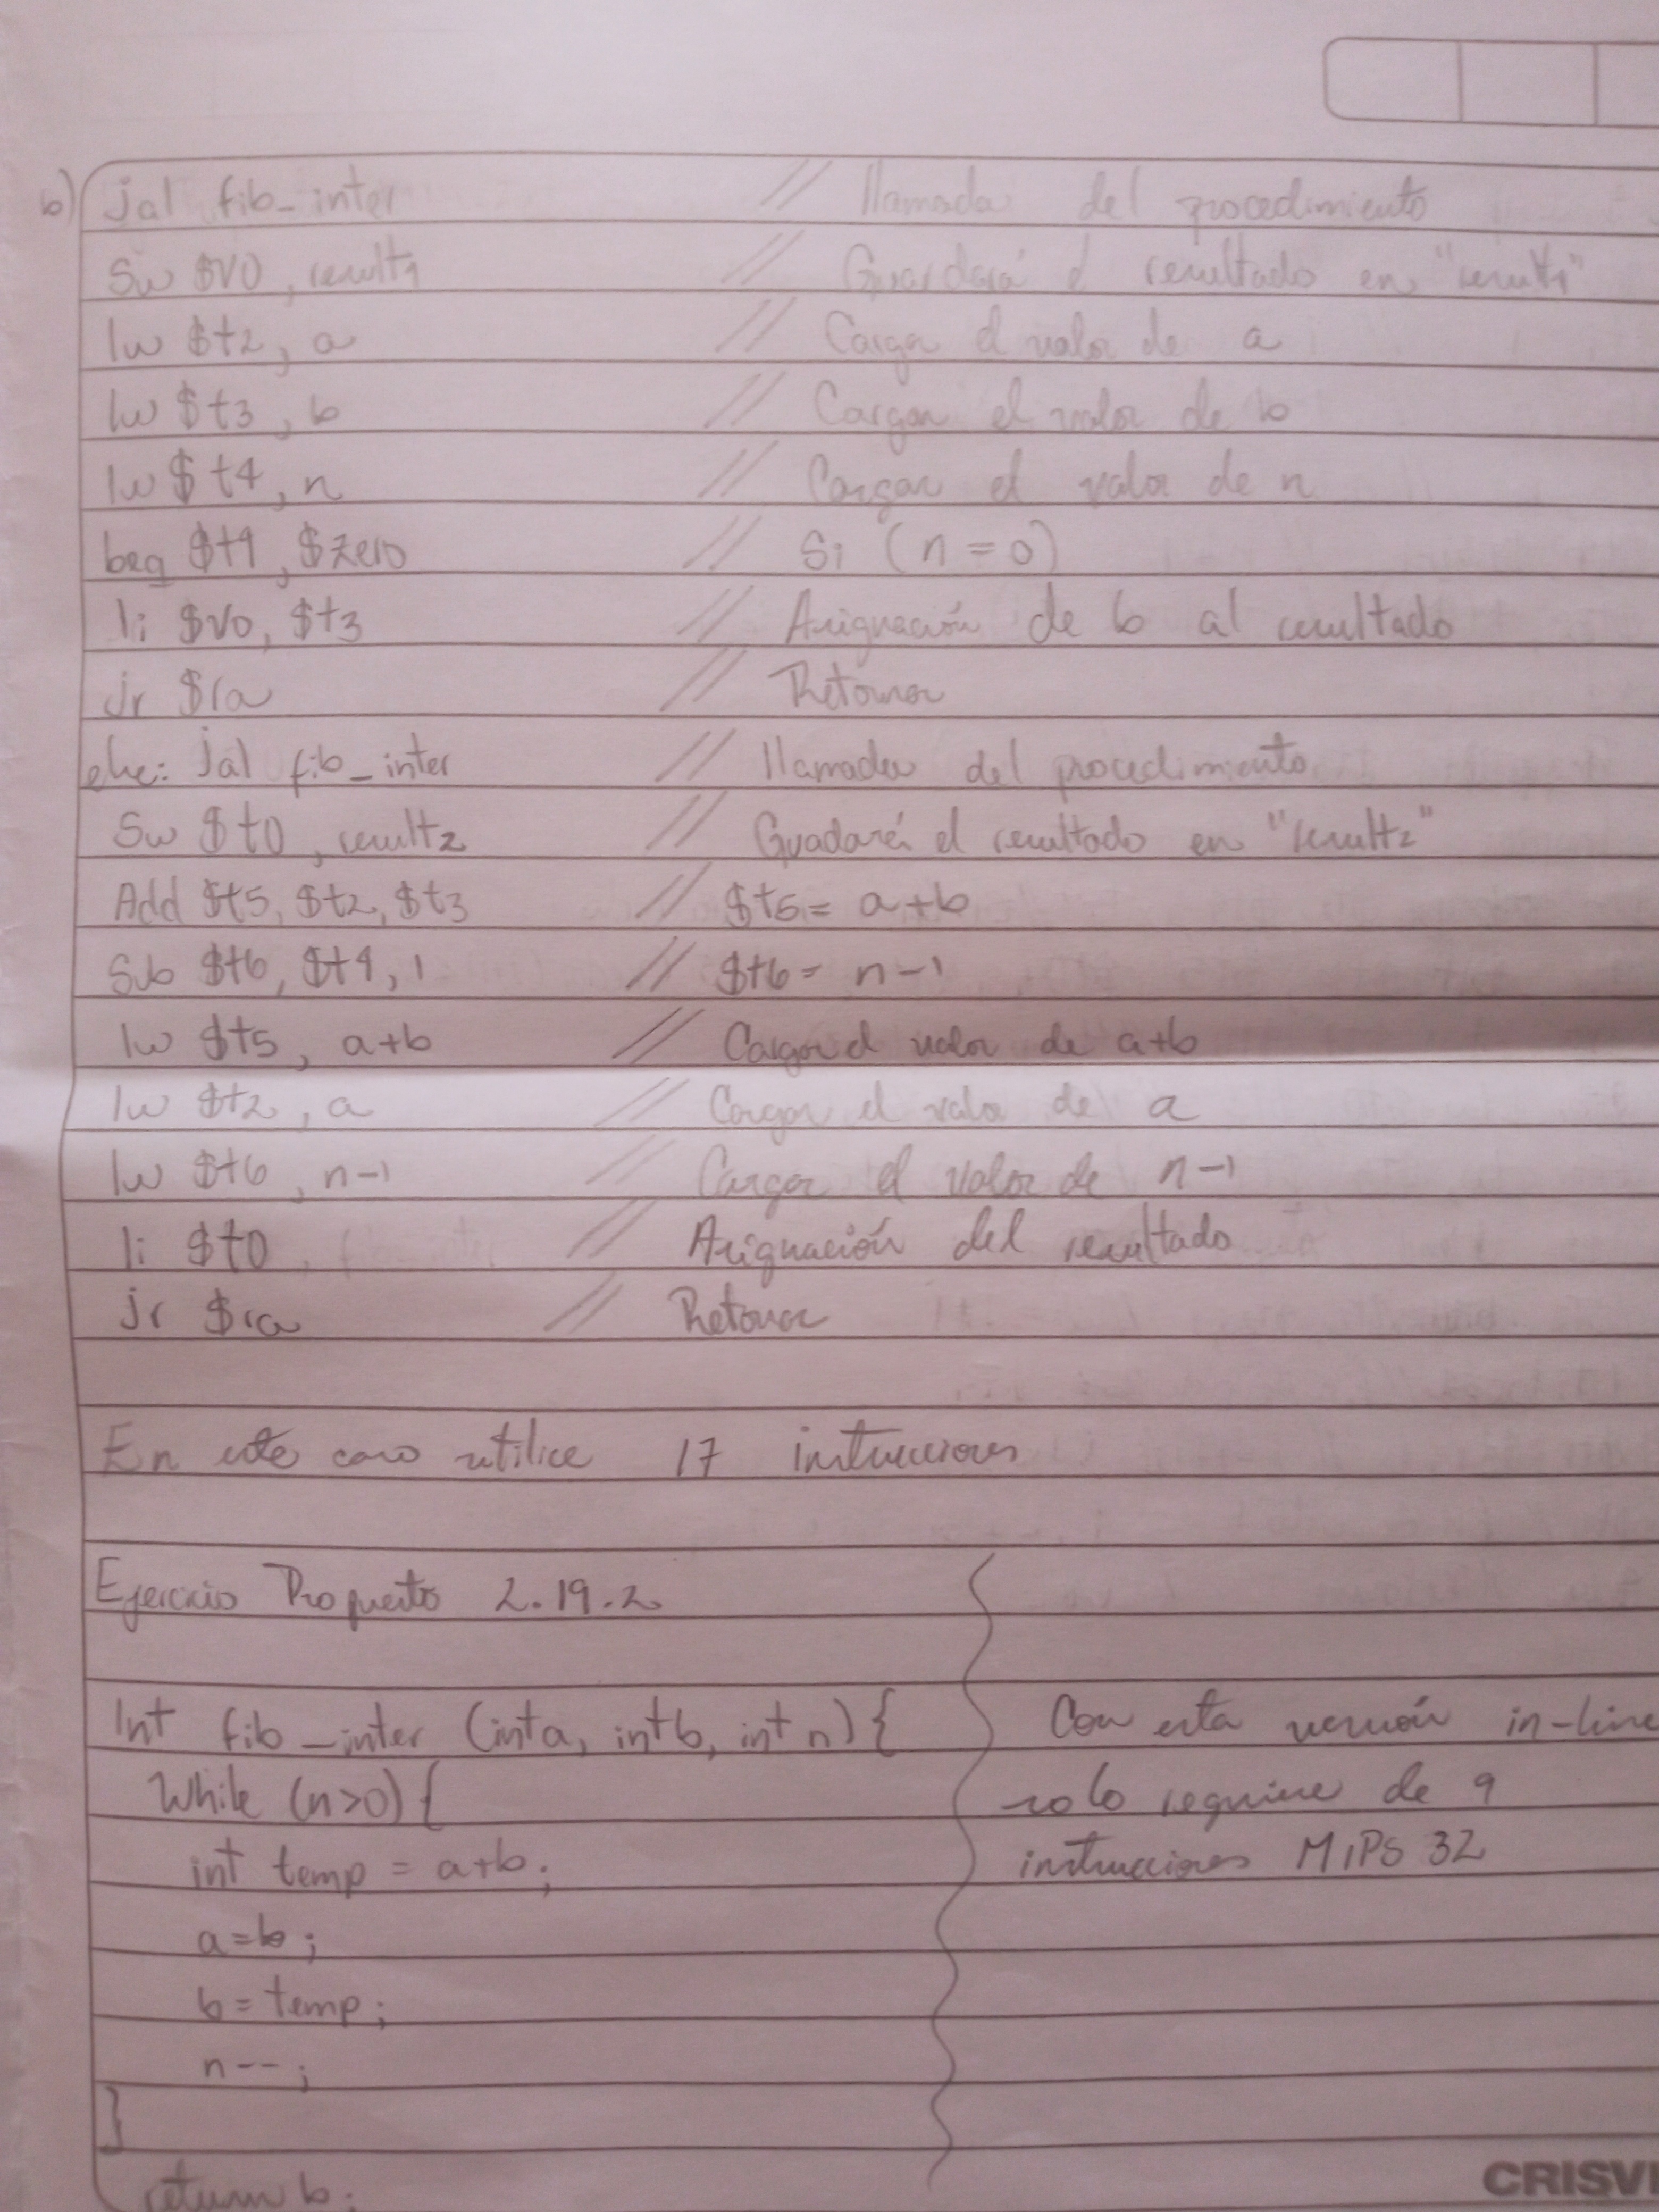 b) jal fib_inter // llamada del procedimiento
Sw $v0, result1 // Guardará el resultado en "result1"
lw $t2, a // Cargar el valor de a
lw $t3, b // Cargar el valor de b
lw $t4, n // Cargar el valor de n
beq $t4, $zero // Si (n = 0)
li $v0, $t3 // Asignación de b al resultado
jr $ra // Retornar
else: jal fib_inter // llamada del procedimiento
Sw $t0, result2 // Guadará el resultado en "result2"
Add $t5, $t2, $t3 // $t5 = a+b
Sub $t6, $t4, 1 // $t6 = n-1
lw $t5, a+b // Cargar el valor de a+b
lw $t2, a // Cargar el valor de a
lw $t6, n-1 // Cargar el valor de n-1
li $t0 // Asignación del resultado
jr $ra // Retornar
En este caso utilice 17 instrucciones
Ejercicio Propuesto 2.19.2
Int fib_inter (int a, int b, int n) {
While (n>0) {
int temp = a+b;
a=b;
b = temp;
n--;
}
return b;
Con esta versión in-line
solo requiere de 9
instrucciones MIPS 32
CRISVI